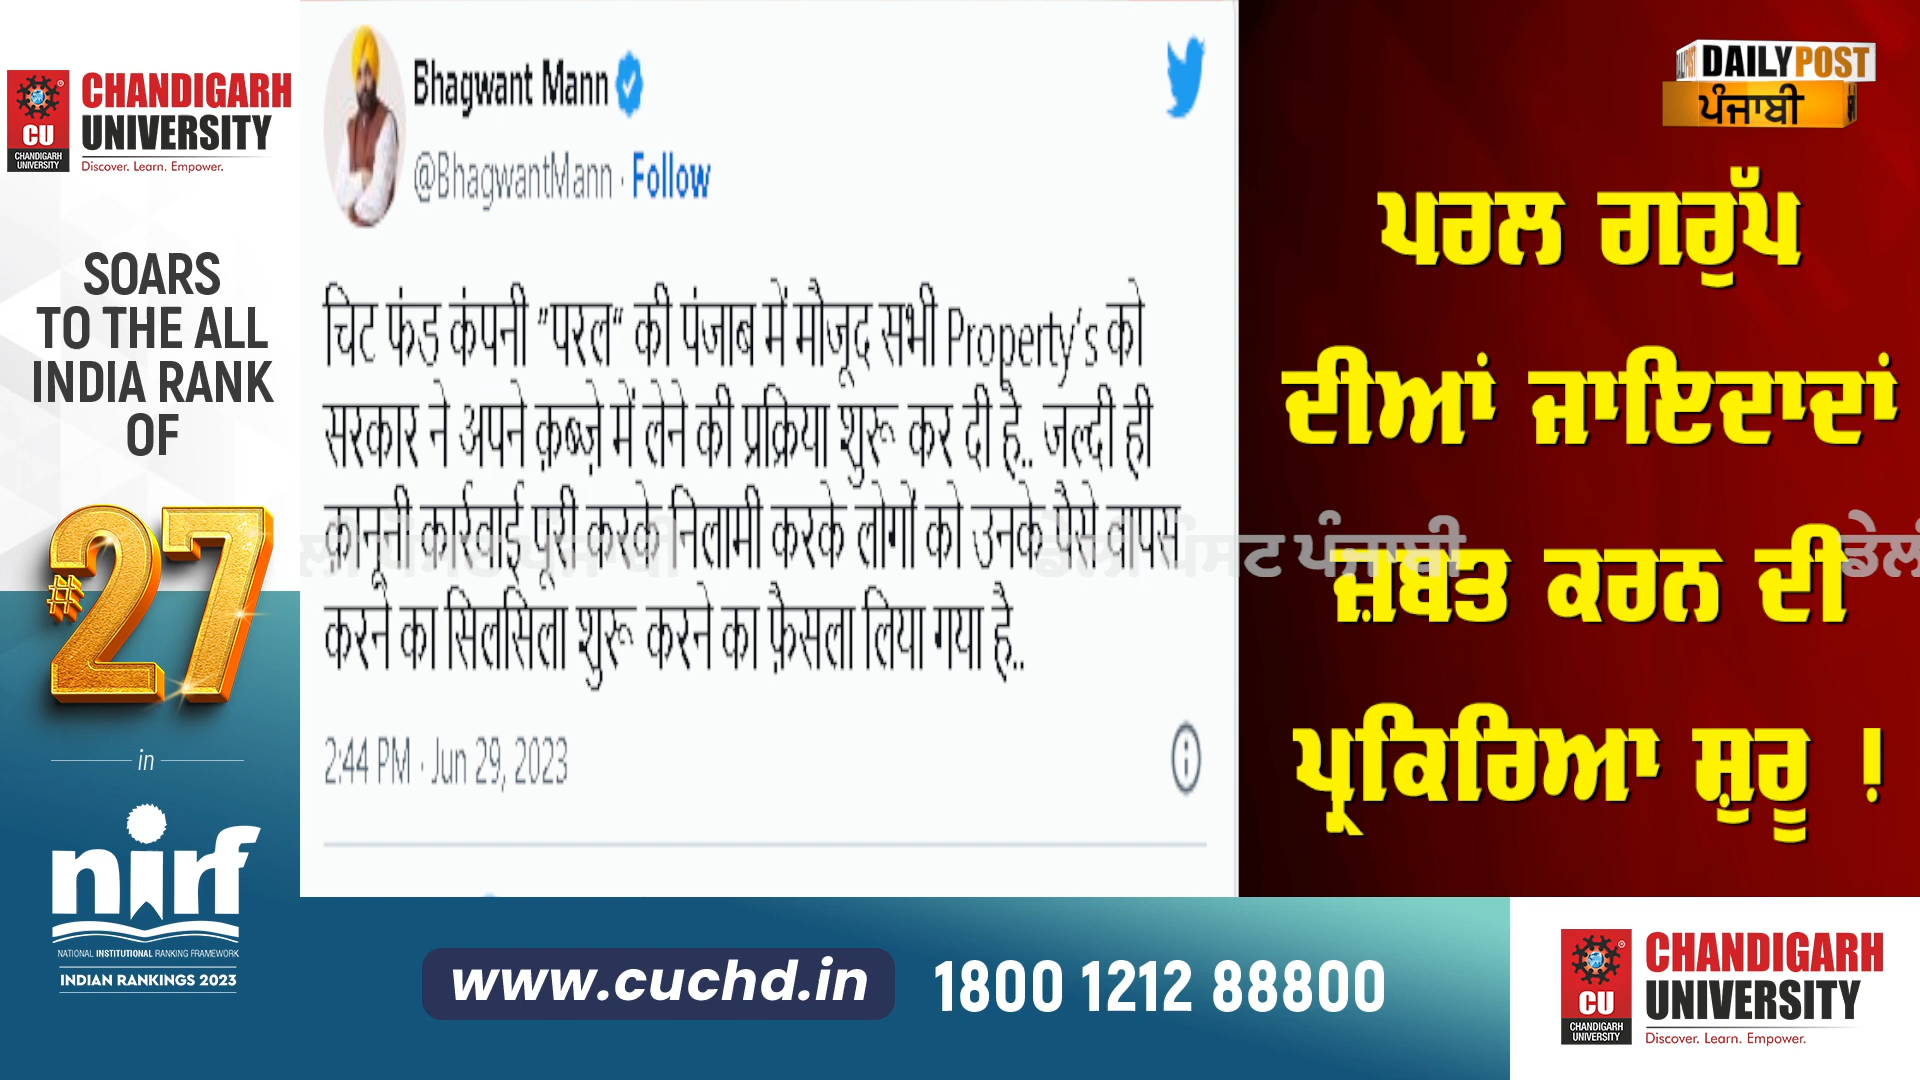 CHANDIGARH
UNIVERSITY
Discover. Learn. Empower.
CU
CHANDIGARH
UNIVERSITY
SOARS
TO THE ALL
INDIA RANK
OF
#27
in
nirf
NATIONAL INSTITUTIONAL RANKING FRAMEWORK
INDIAN RANKINGS 2023
Bhagwant Mann
@BhagwantMann · Follow
चिट फंड कंपनी “परल“ की पंजाब में मौजूद सभी Property’s को
सरकार ने अपने क़ब्ज़े में लेने की प्रक्रिया शुरू कर दी है.. जल्दी ही
क़ानूनी कार्रवाई पूरी करके निलामी करके लोगों को उनके पैसे वापस
करने का सिलसिला शुरू करने का फ़ैसला लिया गया है..
2:44 PM · Jun 29, 2023
DAILYPOST
ਪੰਜਾਬੀ
ਪਰਲ ਗਰੁੱਪ
ਦੀਆਂ ਜਾਇਦਾਦਾਂ
ਜ਼ਬਤ ਕਰਨ ਦੀ
ਪ੍ਰਕਿਰਿਆ ਸ਼ੁਰੂ !
ਡੇਲੀ ਪੋਸਟ ਪੰਜਾਬੀ
www.cuchd.in
1800 1212 88800
CU
CHANDIGARH
UNIVERSITY
CHANDIGARH
UNIVERSITY
Discover. Learn. Empower.